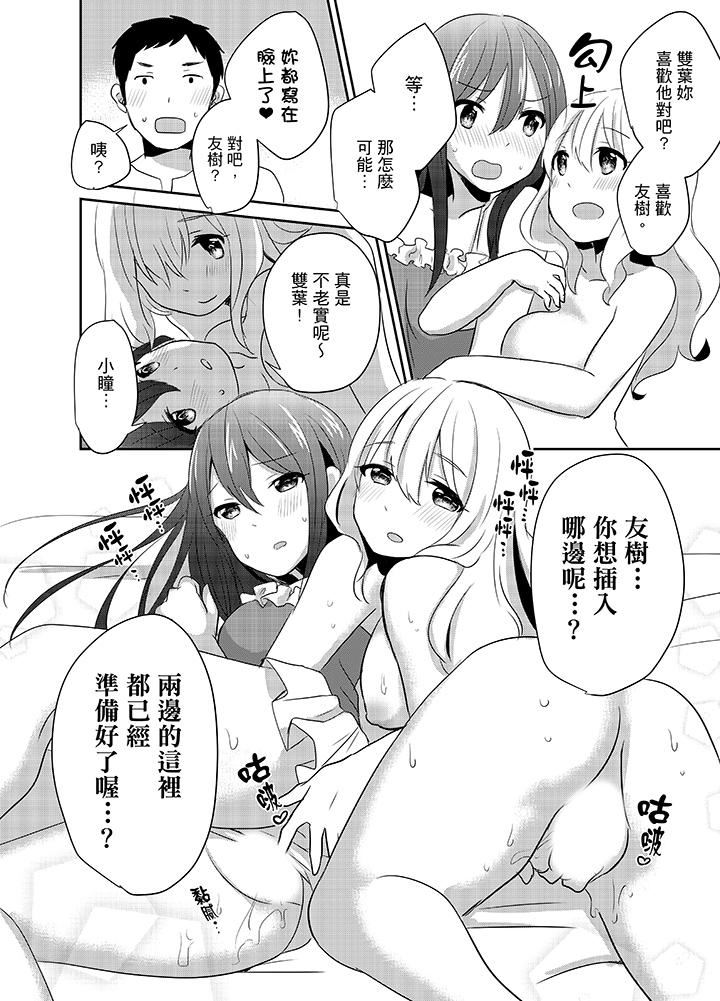 雙葉妳
喜歡他對吧？
喜歡
友樹。
勾上
等…
那怎麼
可能…
妳都寫在
臉上了♥
對吧，
友樹？
咦？
真是
不老實呢～
雙葉！
小瞳…
怦怦
怦怦
怦怦
怦怦
友樹…
你想插入
哪邊呢…？
兩邊的這裡
都已經
準備好了喔…？
咕啵♡
咕啵♡
黏膩…